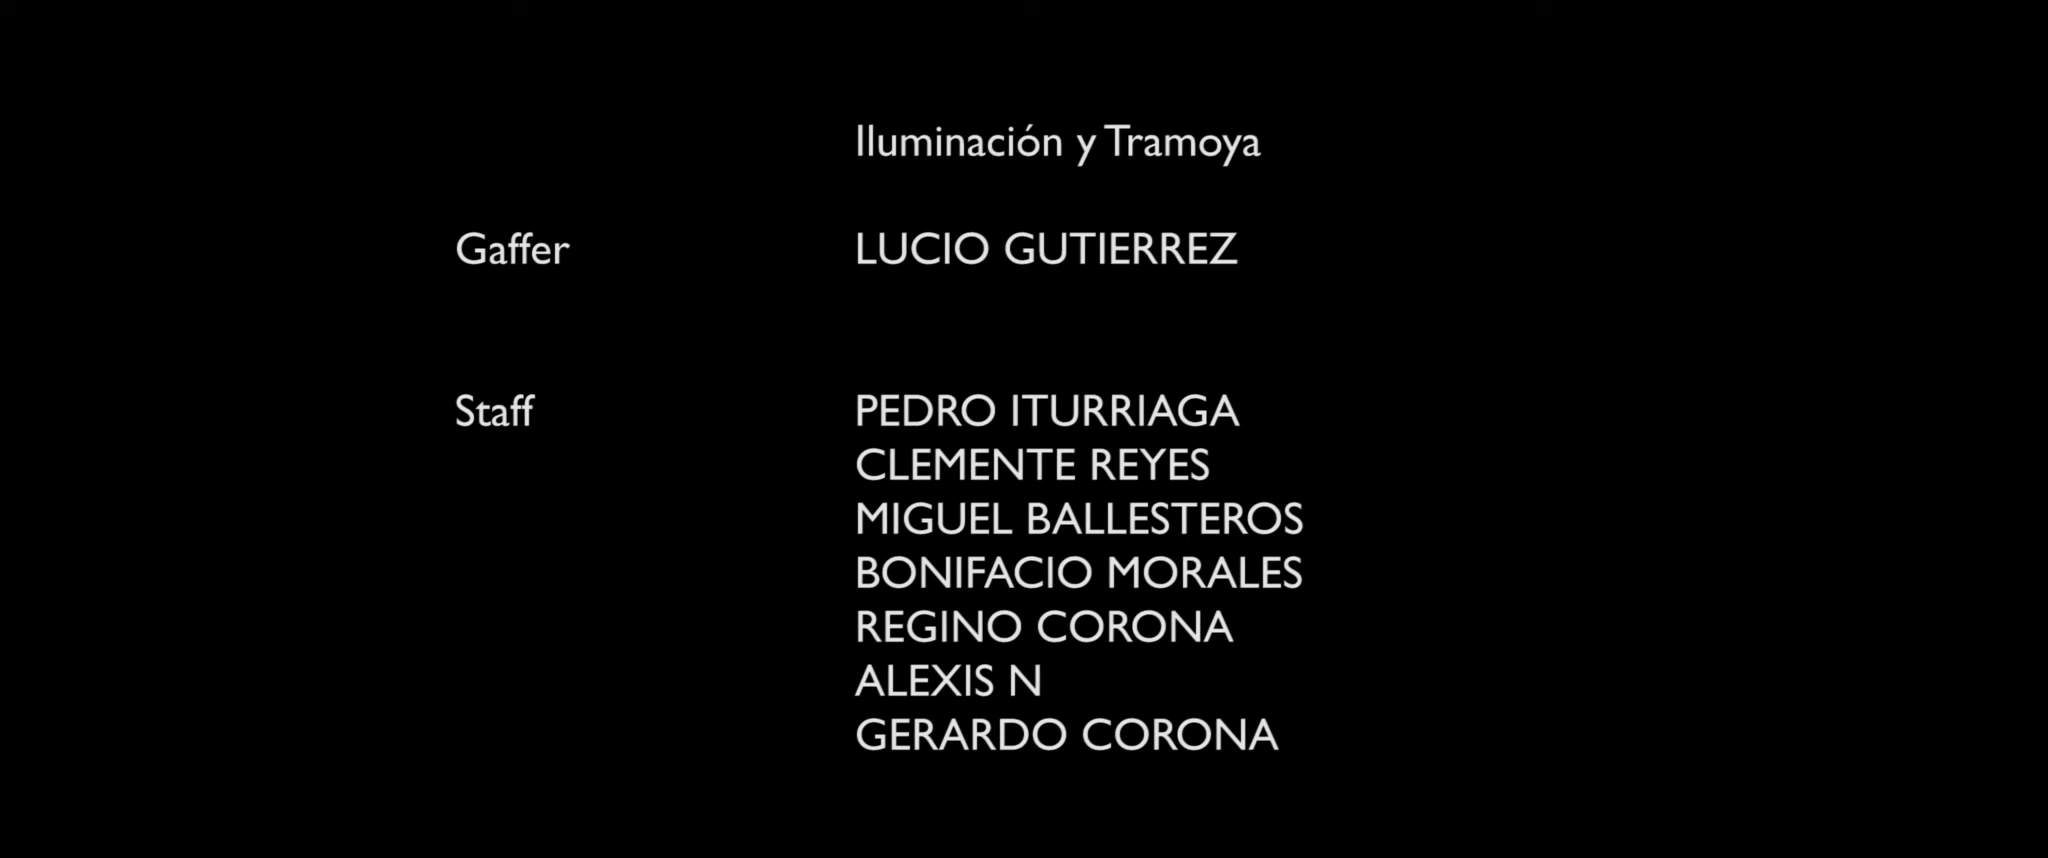 Iluminación y Tramoya
Gaffer LUCIO GUTIERREZ
Staff PEDRO ITURRIAGA
CLEMENTE REYES
MIGUEL BALLESTEROS
BONIFACIO MORALES
REGINO CORONA
ALEXIS N
GERARDO CORONA